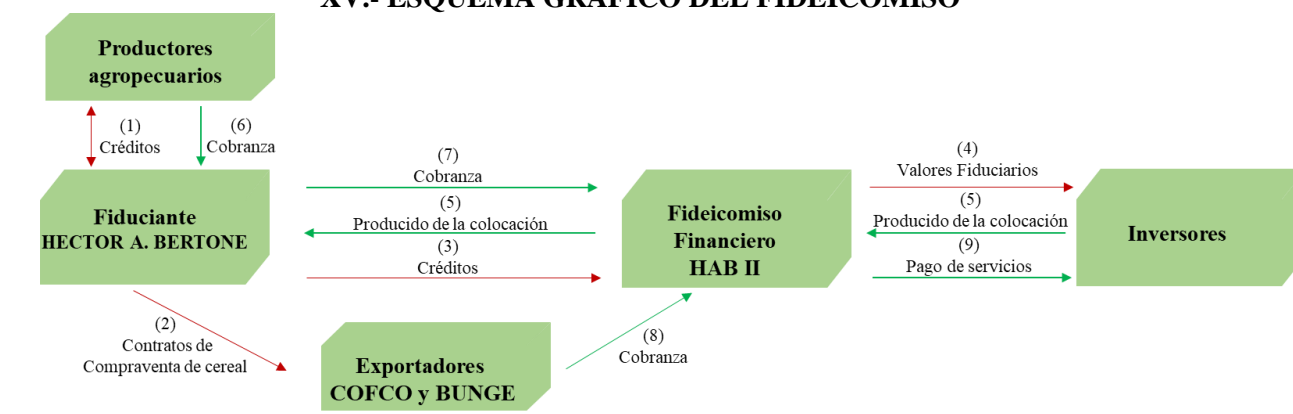 XV.- ESQUEMA GRAFICO DEL FIDEICOMISO
Productores
agropecuarios
(1)
Créditos
(6)
Cobranza
Fiduciante
HECTOR A. BERTONE
(7)
Cobranza
(5)
Producido de la colocación
(3)
Créditos
Fideicomiso
Financiero
HAB II
(4)
Valores Fiduciarios
(5)
Producido de la colocación
(9)
Pago de servicios
Inversores
(2)
Contratos de
Compraventa de cereal
Exportadores
COFCO y BUNGE
(8)
Cobranza